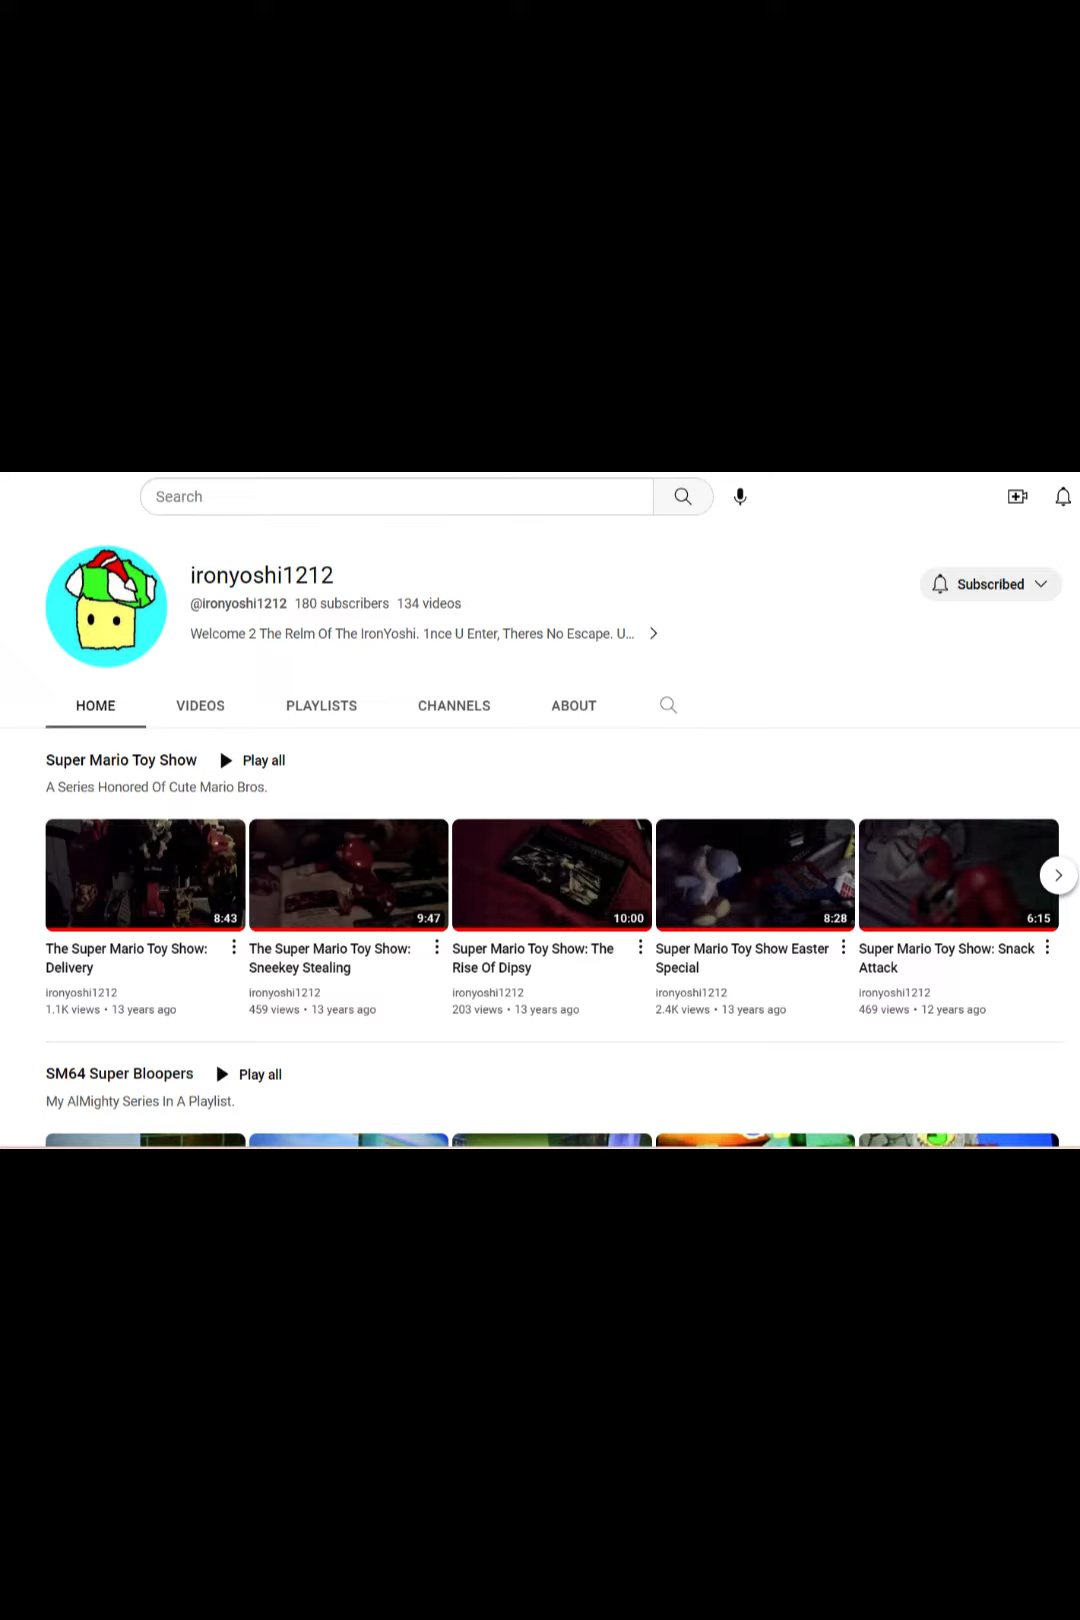 Search
ironyoshi1212
Subscribed
@ironyoshi1212 180 subscribers 134 videos
Welcome 2 The Relm Of The IronYoshi. 1nce U Enter, Theres No Escape. U...
HOME VIDEOS PLAYLISTS CHANNELS ABOUT
Super Mario Toy Show Play all
A Series Honored Of Cute Mario Bros.
8:43 9:47 10:00 8:28 6:15
The Super Mario Toy Show:
Delivery
ironyoshi1212
1.1K views • 13 years ago
The Super Mario Toy Show:
Sneekey Stealing
ironyoshi1212
459 views • 13 years ago
Super Mario Toy Show: The
Rise Of Dipsy
ironyoshi1212
203 views • 13 years ago
Super Mario Toy Show Easter
Special
ironyoshi1212
2.4K views • 13 years ago
Super Mario Toy Show: Snack
Attack
ironyoshi1212
469 views • 12 years ago
SM64 Super Bloopers Play all
My AlMighty Series In A Playlist.